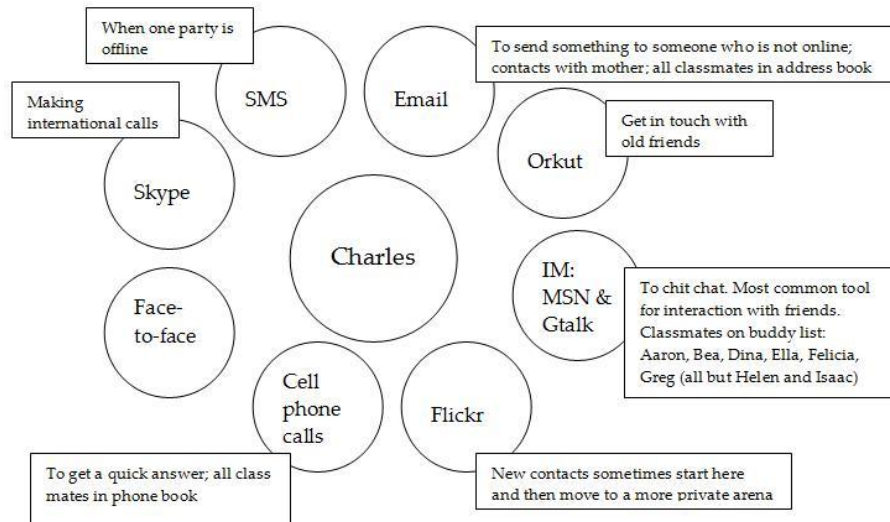 When one party is
offline
SMS
Email
To send something to someone who is not online;
contacts with mother; all classmates in address book
Making
international calls
Skype
Orkut
Get in touch with
old friends
Charles
IM:
MSN &
Gtalk
To chit chat. Most common tool
for interaction with friends.
Classmates on buddy list:
Aaron, Bea, Dina, Ella, Felicia,
Greg (all but Helen and Isaac)
Face-
to-face
Cell
phone
calls
Flickr
To get a quick answer; all class
mates in phone book
New contacts sometimes start here
and then move to a more private arena